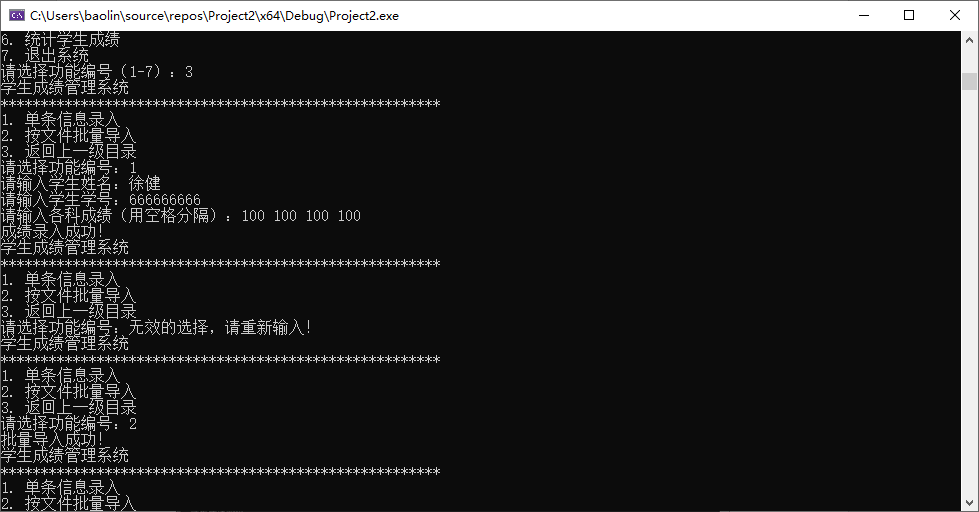 C:\Users\baolin\source\repos\Project2\x64\Debug\Project2.exe
6. 统计学生成绩
7. 退出系统
请选择功能编号（1-7）：3
学生成绩管理系统
*******************************************************
1. 单条信息录入
2. 按文件批量导入
3. 返回上一级目录
请选择功能编号：1
请输入学生姓名：徐健
请输入学生学号：666666666
请输入各科成绩（用空格分隔）：100 100 100 100
成绩录入成功！
学生成绩管理系统
*******************************************************
1. 单条信息录入
2. 按文件批量导入
3. 返回上一级目录
请选择功能编号：无效的选择，请重新输入！
学生成绩管理系统
*******************************************************
1. 单条信息录入
2. 按文件批量导入
3. 返回上一级目录
请选择功能编号：2
批量导入成功！
学生成绩管理系统
*******************************************************
1. 单条信息录入
2. 按文件批量导入